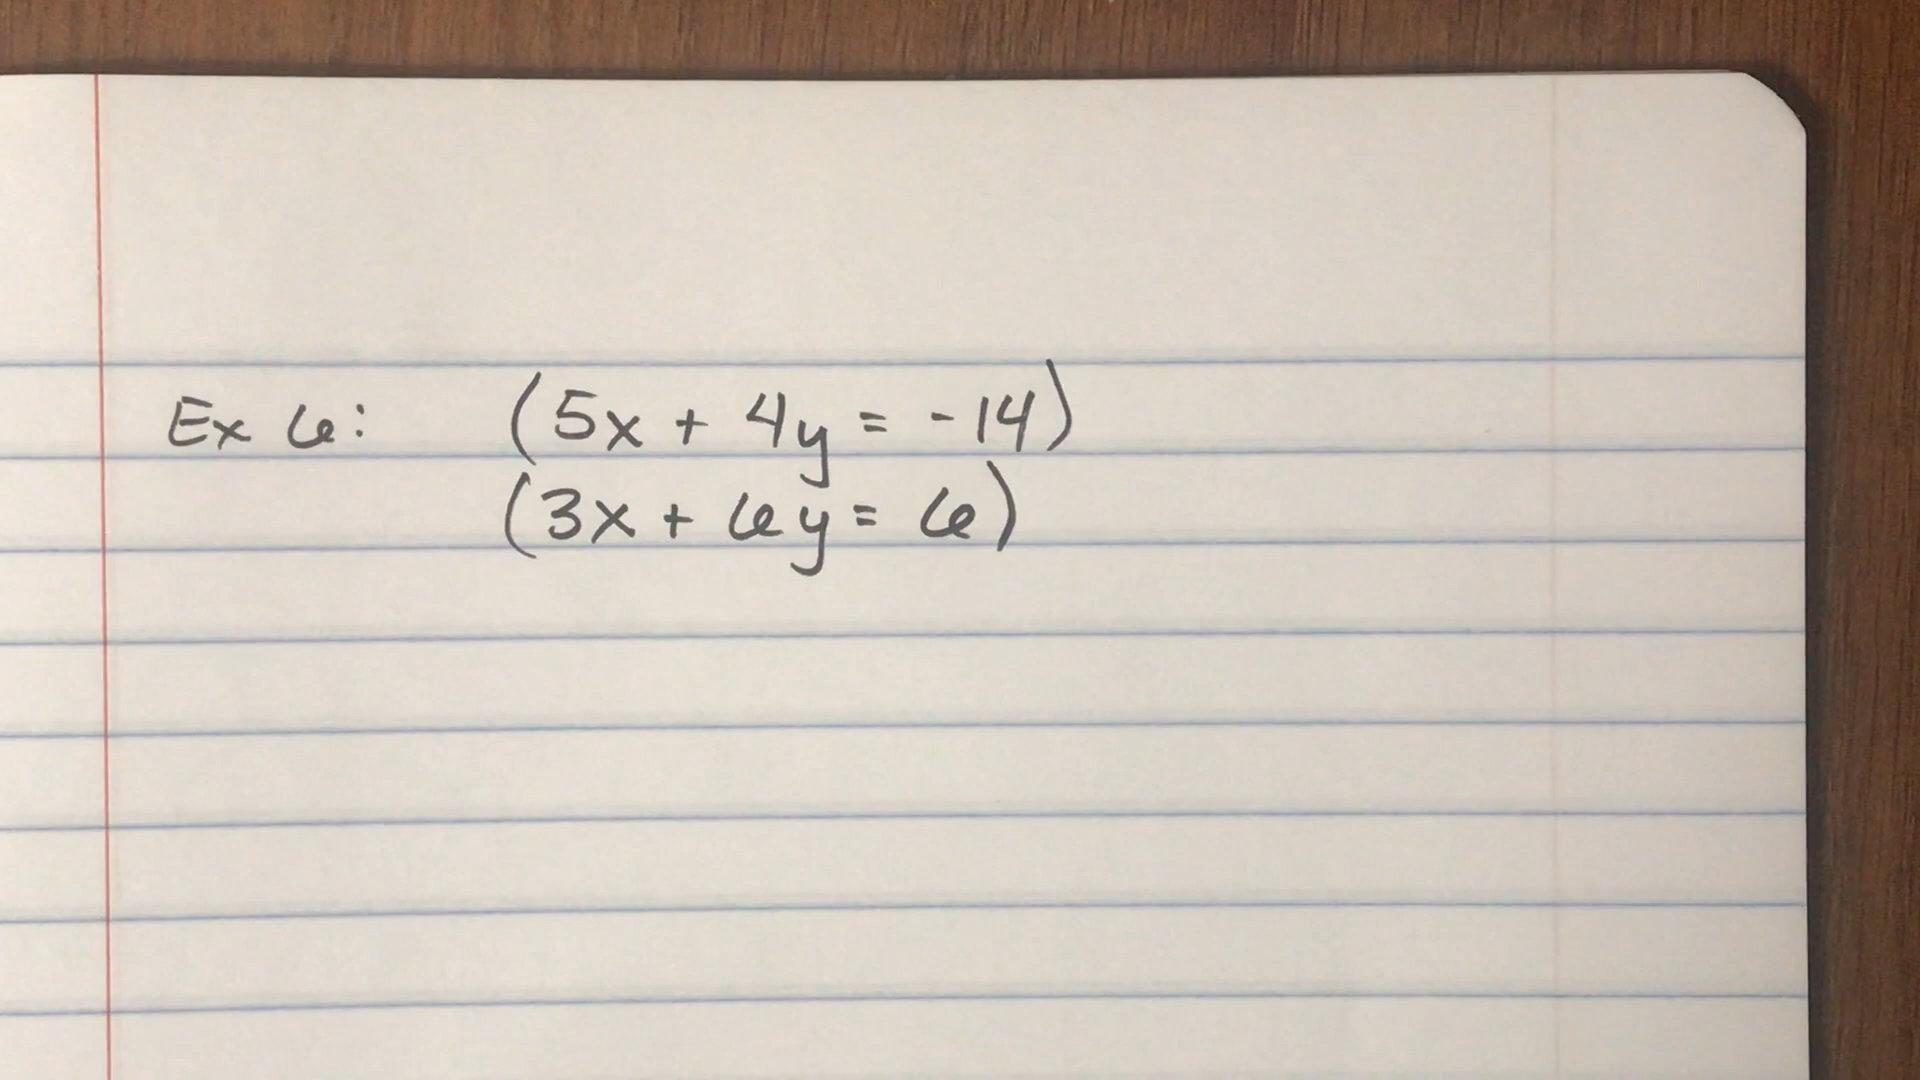 Ex 6: (5x + 4y = -14)
(3x + 6y = 6)